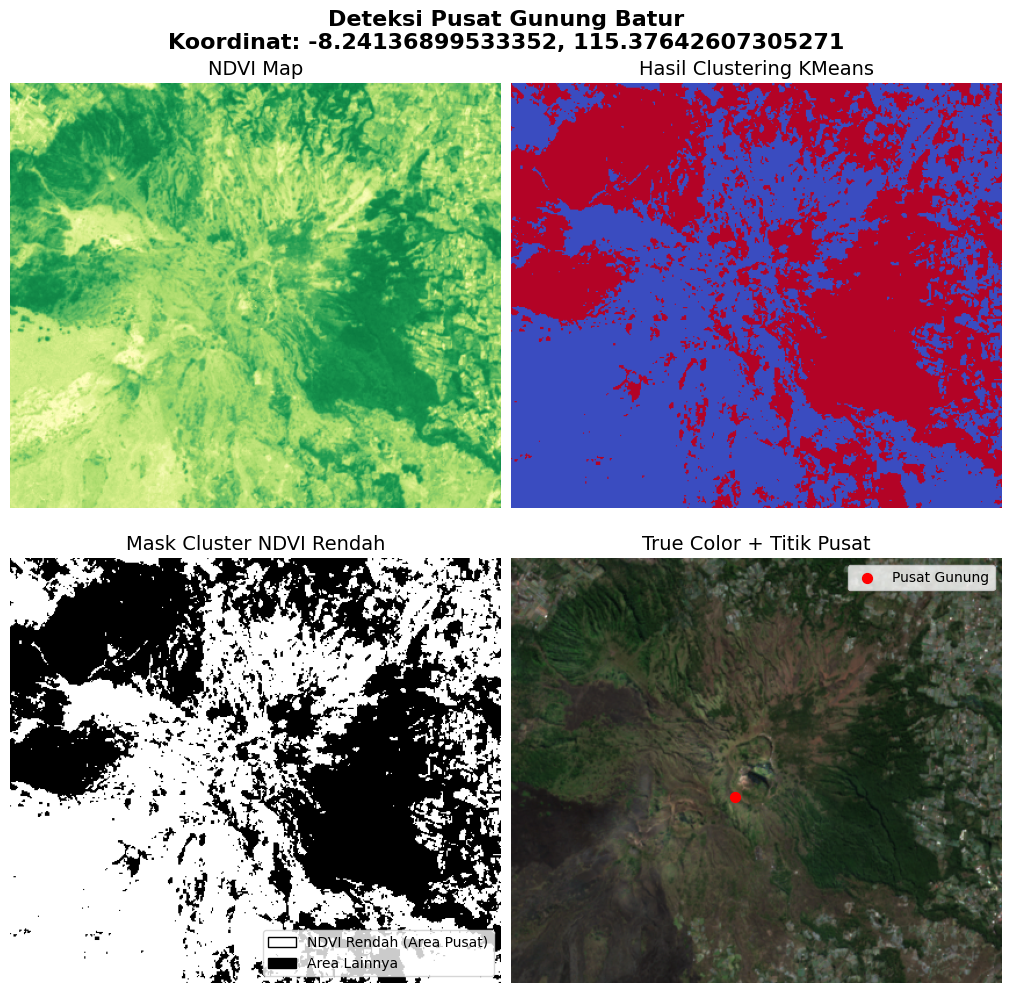 Deteksi Pusat Gunung Batur
Koordinat: -8.24136899533352, 115.37642607305271
NDVI Map
Hasil Clustering KMeans
Mask Cluster NDVI Rendah
True Color + Titik Pusat
Pusat Gunung
NDVI Rendah (Area Pusat)
Area Lainnya